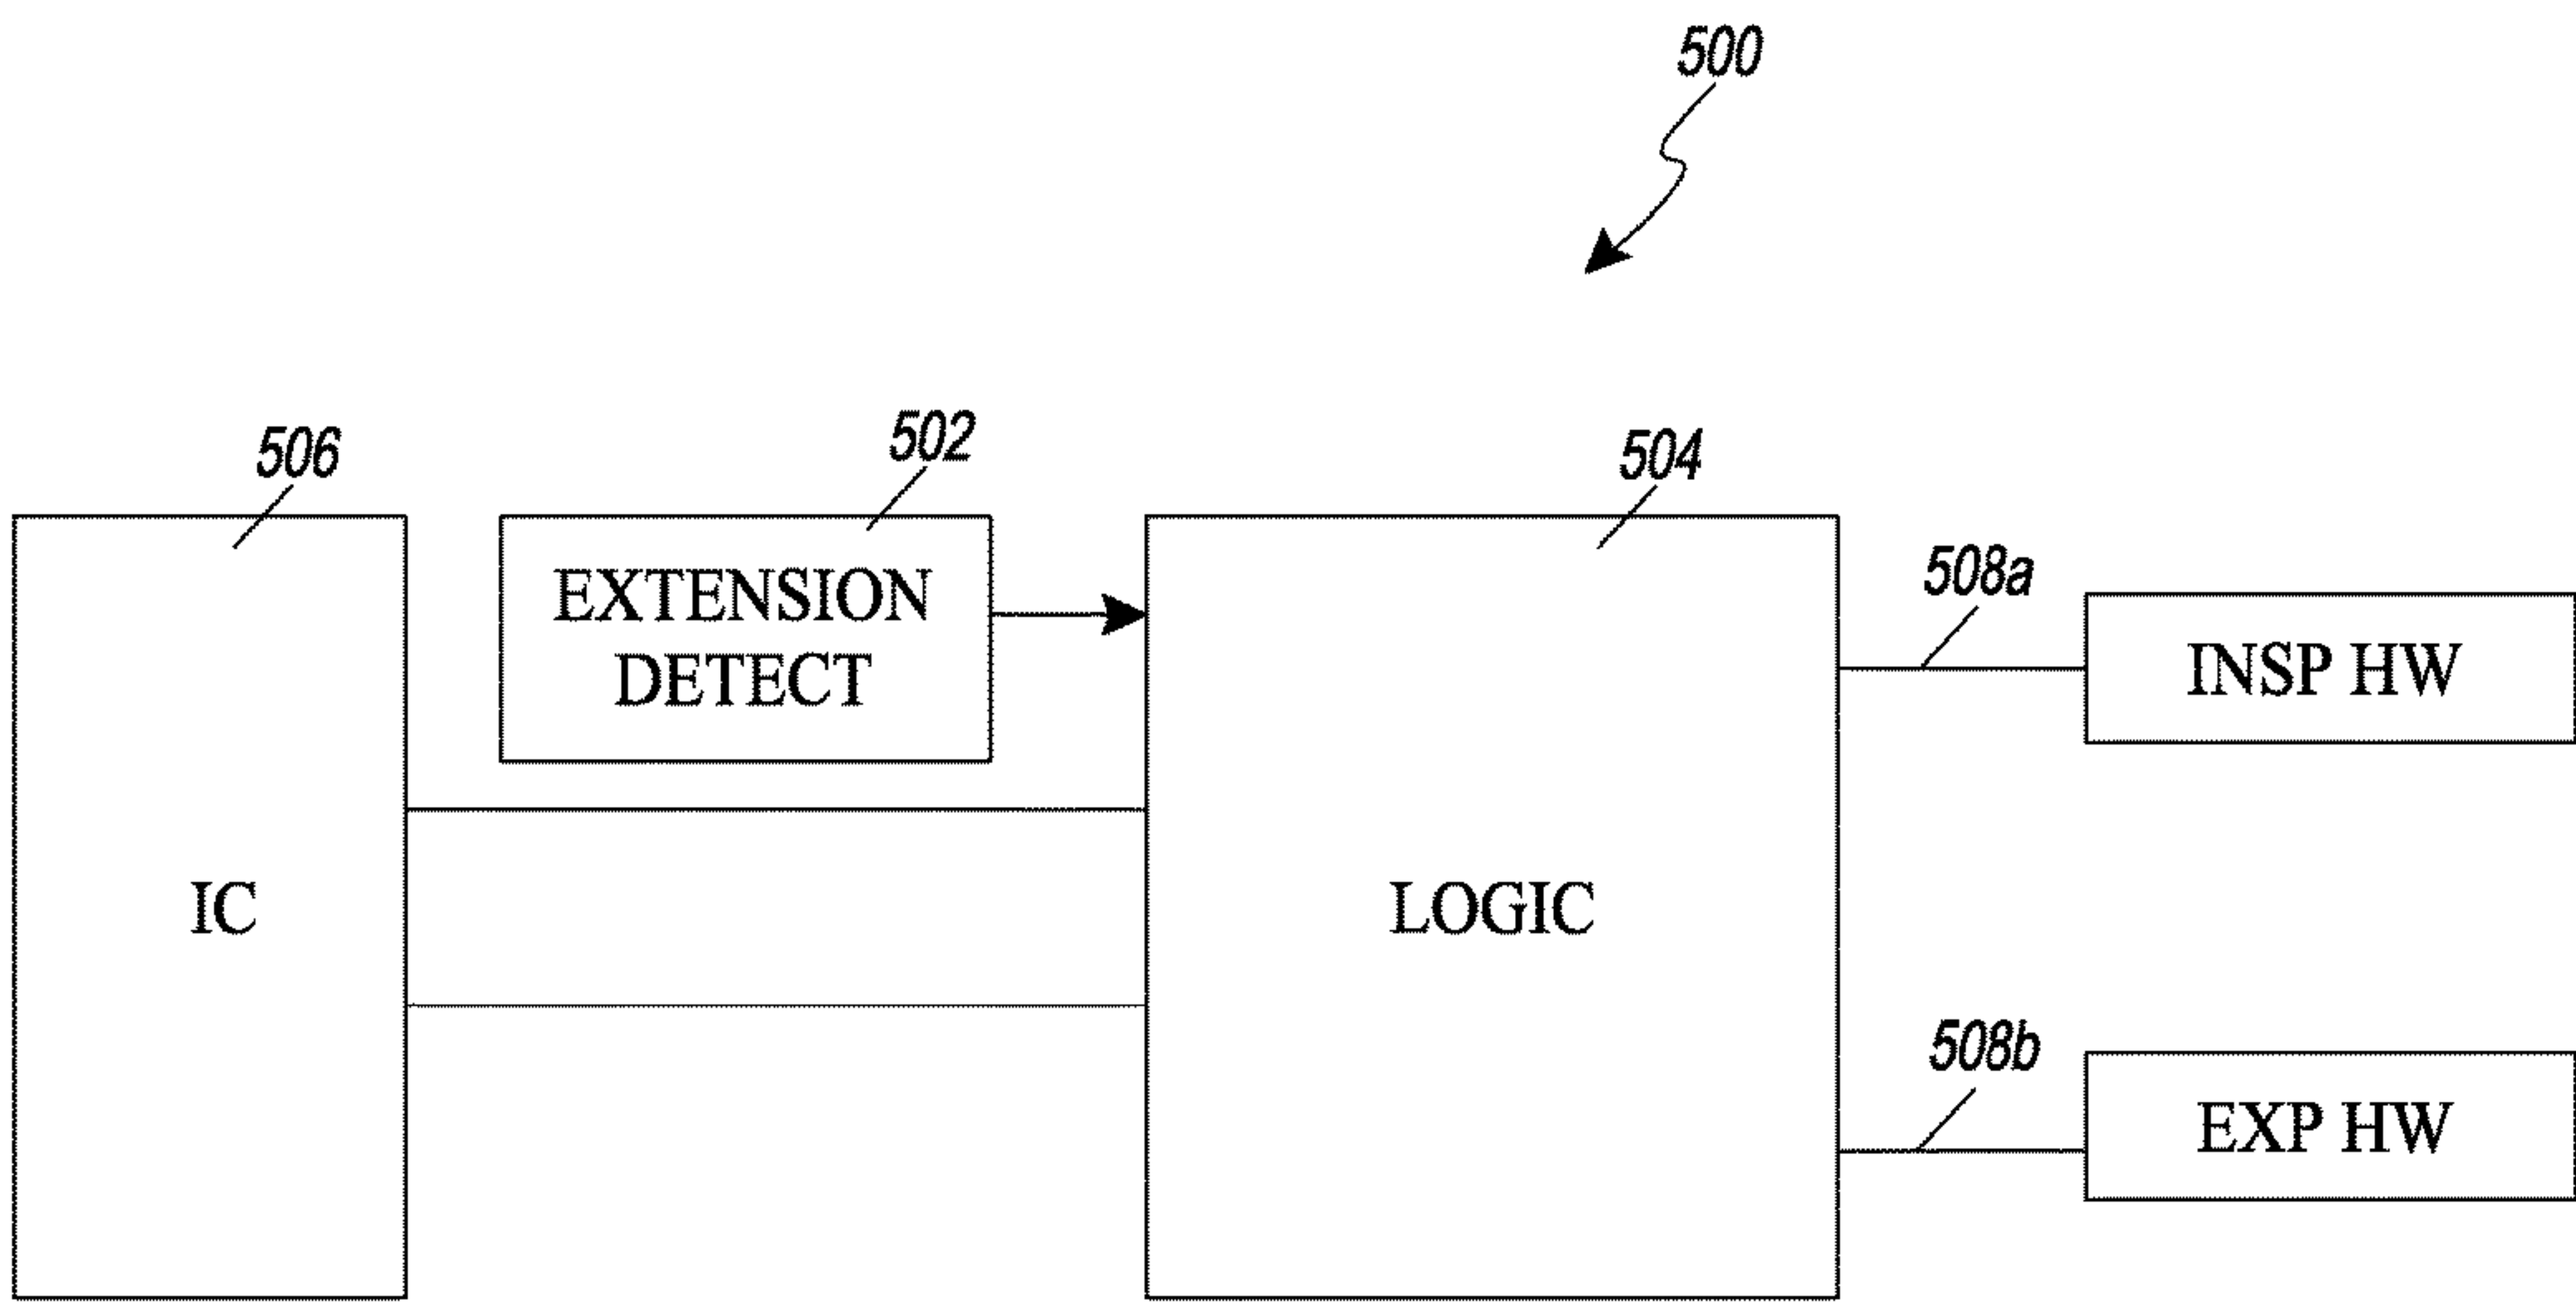 500
506
502
504
EXTENSION
DETECT
508a
INSP HW
IC
LOGIC
508b
EXP HW